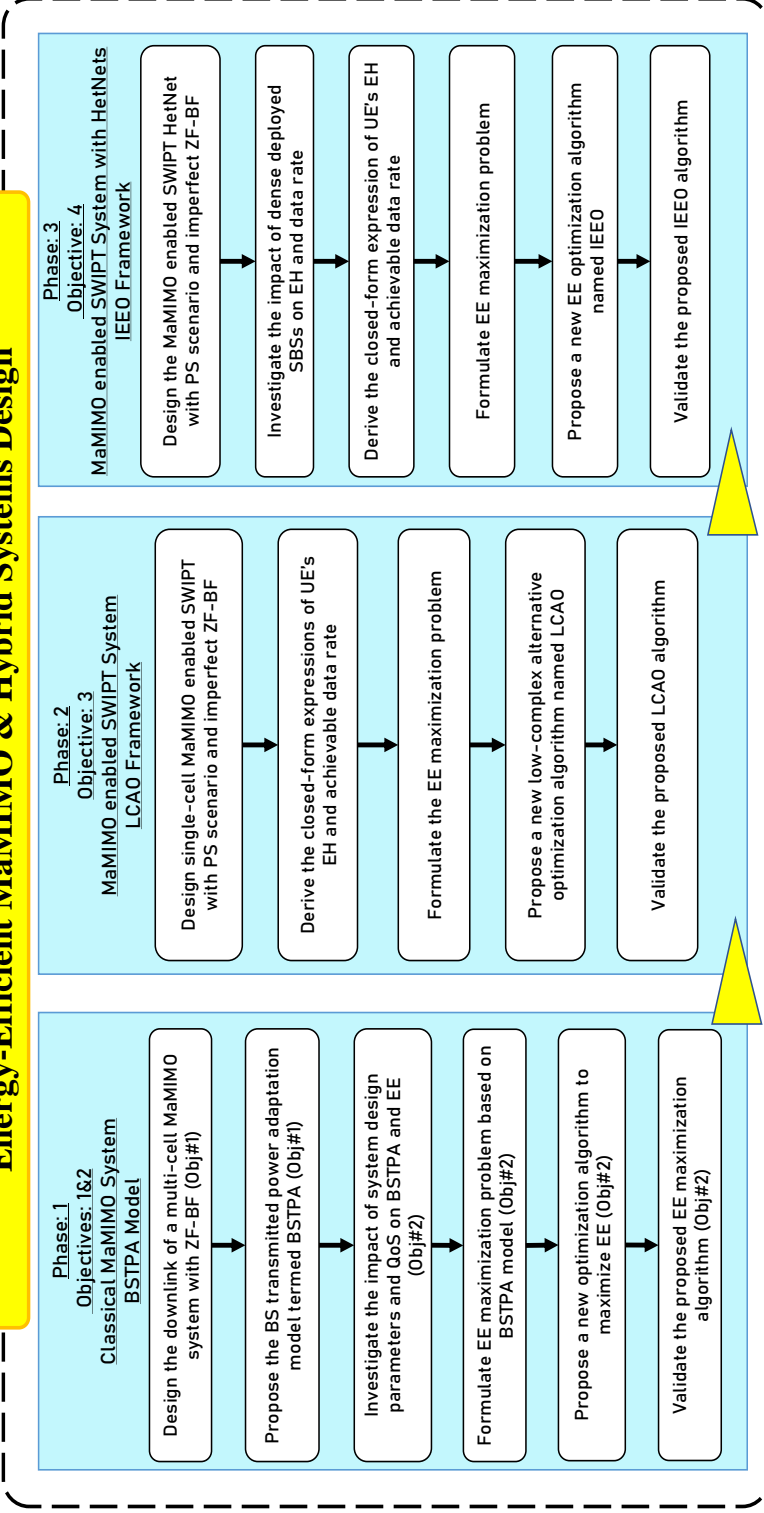 Energy-Efficient MaMIMO & Hybrid Systems Design
Phase: 1
Objectives: 1&2
Classical MaMIMO System
BSTPA Model
Design the downlink of a multi-cell MaMIMO
system with ZF-BF (Obj#1)
Propose the BS transmitted power adaptation
model termed BSTPA (Obj#1)
Investigate the impact of system design
parameters and QoS on BSTPA and EE
(Obj#2)
Formulate EE maximization problem based on
BSTPA model (Obj#2)
Propose a new optimization algorithm to
maximize EE (Obj#2)
Validate the proposed EE maximization
algorithm (Obj#2)
Phase: 2
Objective: 3
MaMIMO enabled SWIPT System
LCAO Framework
Design single-cell MaMIMO enabled SWIPT
with PS scenario and imperfect ZF-BF
Derive the closed-form expressions of UE's
EH and achievable data rate
Formulate the EE maximization problem
Propose a new low-complex alternative
optimization algorithm named LCAO
Validate the proposed LCAO algorithm
Phase: 3
Objective: 4
MaMIMO enabled SWIPT System with HetNets
IEEO Framework
Design the MaMIMO enabled SWIPT HetNet
with PS scenario and imperfect ZF-BF
Investigate the impact of dense deployed
SBSs on EH and data rate
Derive the closed-form expression of UE's EH
and achievable data rate
Formulate EE maximization problem
Propose a new EE optimization algorithm
named IEEO
Validate the proposed IEEO algorithm